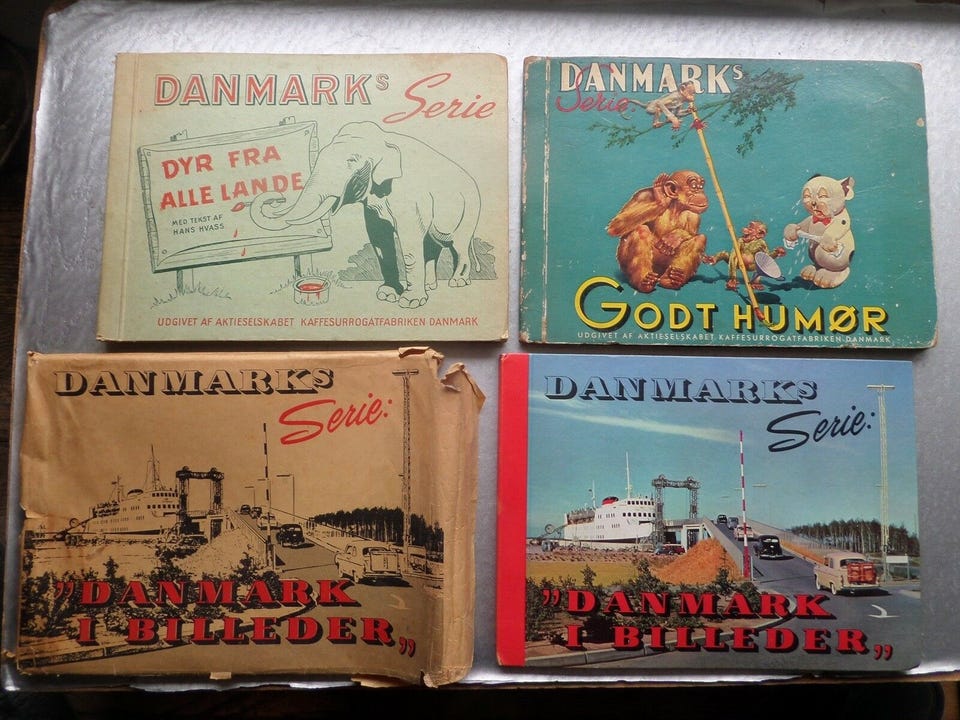 DANMARKS
Serie
DYR FRA
ALLE LANDE
MED TEKST AF
HANS HVASS
UDGIVET AF AKTIESELSKABET KAFFESURROGATFABRIKEN DANMARK
DANMARKS
Serie:
GODT HUMØR
UDGIVET AF AKTIESELSKABET KAFFESURROGATFABRIKEN DANMARK
DANMARKS
Serie:
"DANMARK
I BILLEDER„
DANMARKS
Serie:
"DANMARK
I BILLEDER„